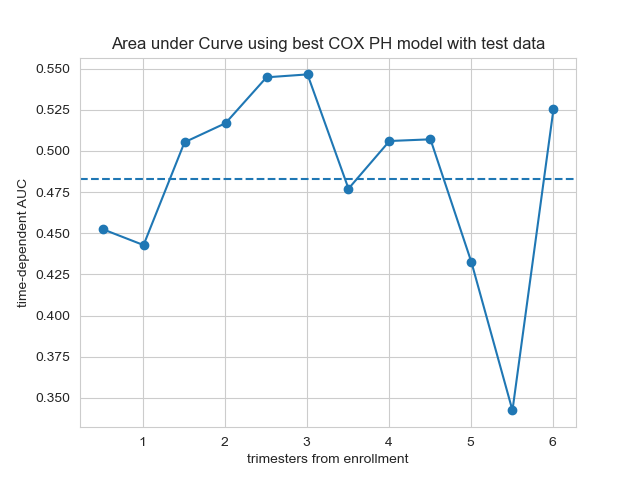 Area under Curve using best COX PH model with test data
0.550
0.525
0.500
0.475
0.450
0.425
0.400
0.375
0.350
time-dependent AUC
1 2 3 4 5 6
trimesters from enrollment